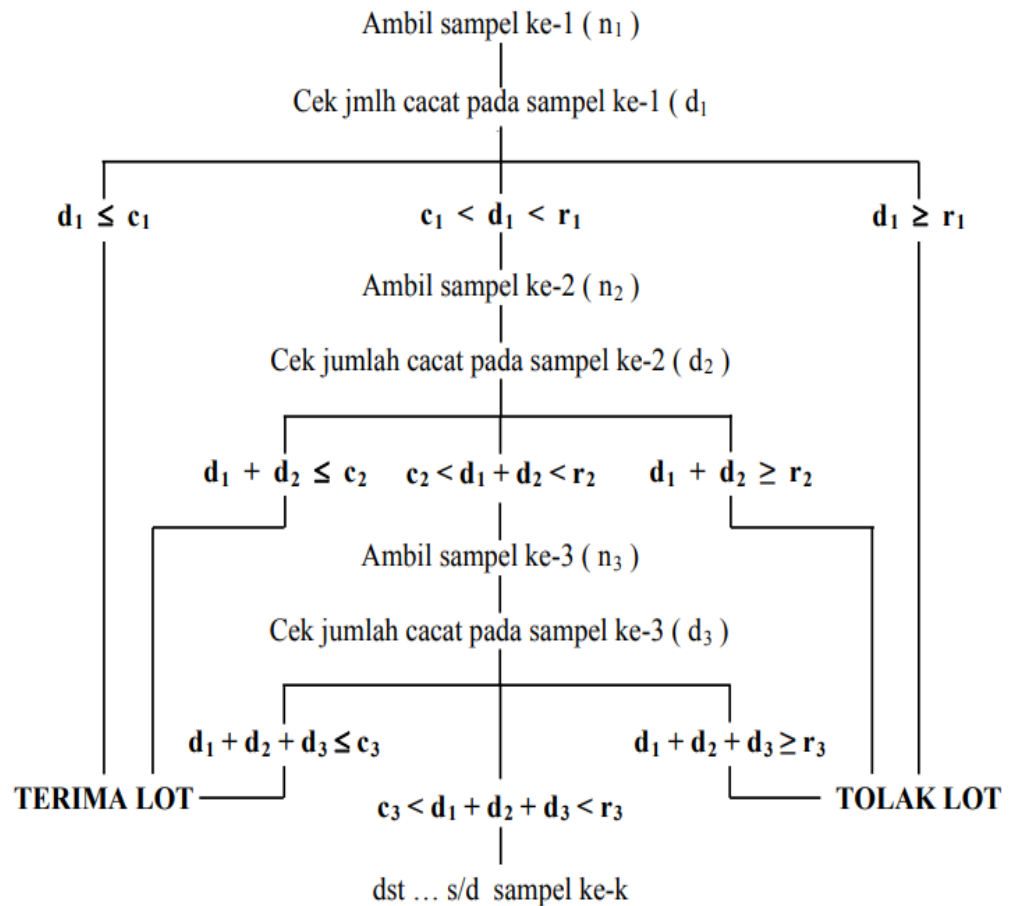 Ambil sampel ke-1 ( n₁ )
Cek jmlh cacat pada sampel ke-1 ( d₁
d₁ ≤ c₁ c₁ < d₁ < r₁ d₁ ≥ r₁
Ambil sampel ke-2 ( n₂ )
Cek jumlah cacat pada sampel ke-2 ( d₂ )
d₁ + d₂ ≤ c₂ c₂ < d₁ + d₂ < r₂ d₁ + d₂ ≥ r₂
Ambil sampel ke-3 ( n₃ )
Cek jumlah cacat pada sampel ke-3 ( d₃ )
d₁ + d₂ + d₃ ≤ c₃ d₁ + d₂ + d₃ ≥ r₃
TERIMA LOT TOLAK LOT
c₃ < d₁ + d₂ + d₃ < r₃
dst ... s/d sampel ke-k